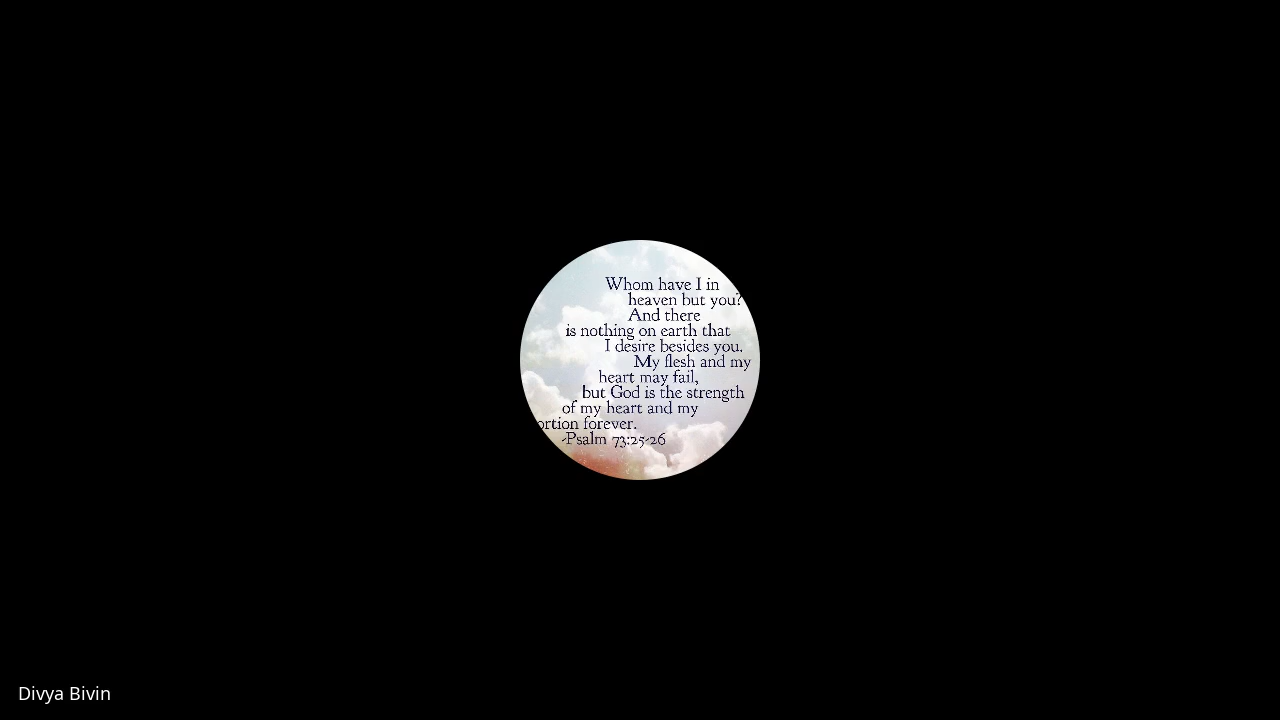 Whom have I in
heaven but you?
And there
is nothing on earth that
I desire besides you.
My flesh and my
heart may fail,
but God is the strength
of my heart and my
ortion forever.
-Psalm 73:25-26
Divya Bivin